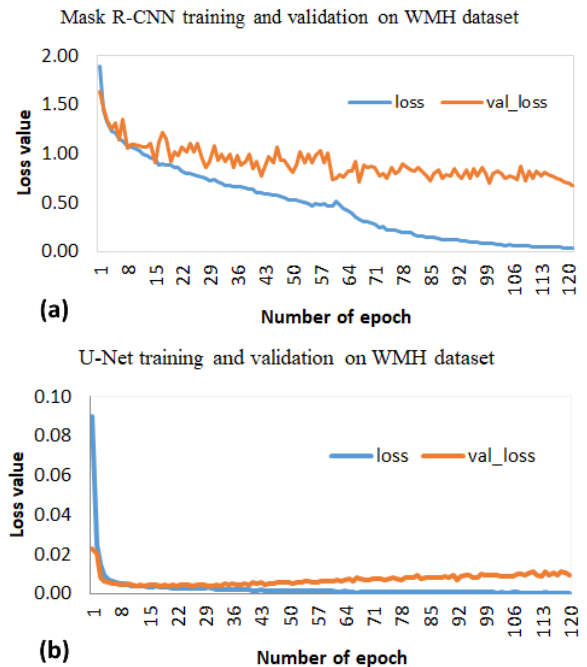 Mask R-CNN training and validation on WMH dataset
2.00
loss val_loss
1.50
1.00
0.50
0.00
Loss value
1 8 15 22 29 36 43 50 57 64 71 78 85 92 99 106 113 120
(a)
Number of epoch
U-Net training and validation on WMH dataset
0.10
0.08
loss val_loss
0.06
0.04
0.02
0.00
Loss value
1 8 15 22 29 36 43 50 57 64 71 78 85 92 99 106 113 120
(b)
Number of epoch